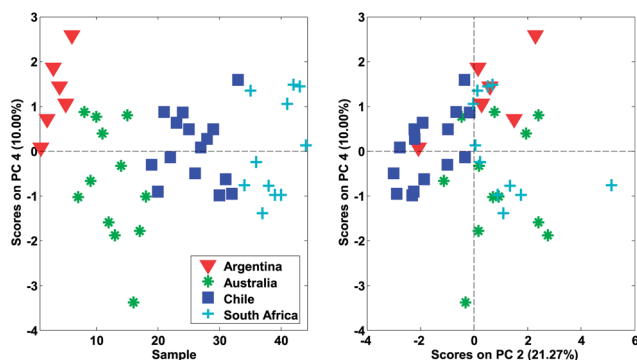 3 3
2 2
1 1
0 0
-1 -1
-2 -2
-3 -3
-4 -4
10 20 30 40
-4 -2 0 2 4 6
Scores on PC 4 (10.00%)
Sample
Argentina
Australia
Chile
South Africa
Scores on PC 4 (10.00%)
Scores on PC 2 (21.27%)